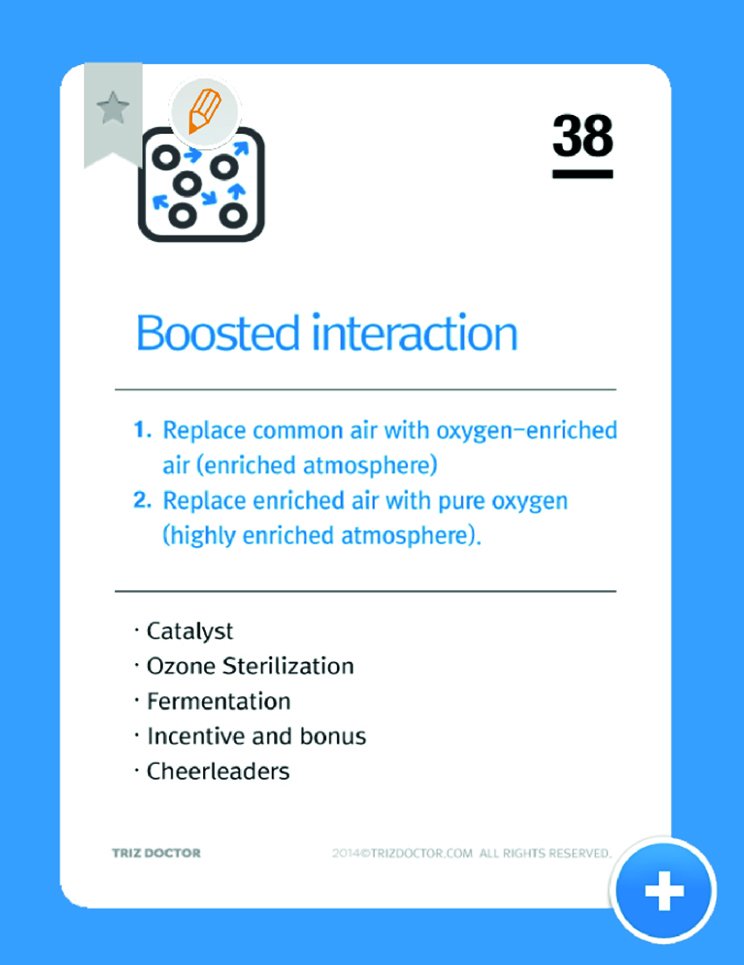 38
Boosted interaction
1. Replace common air with oxygen-enriched
air (enriched atmosphere)
2. Replace enriched air with pure oxygen
(highly enriched atmosphere).
· Catalyst
· Ozone Sterilization
· Fermentation
· Incentive and bonus
· Cheerleaders
TRIZ DOCTOR 2014©TRIZDOCTOR.COM ALL RIGHTS RESERVED.